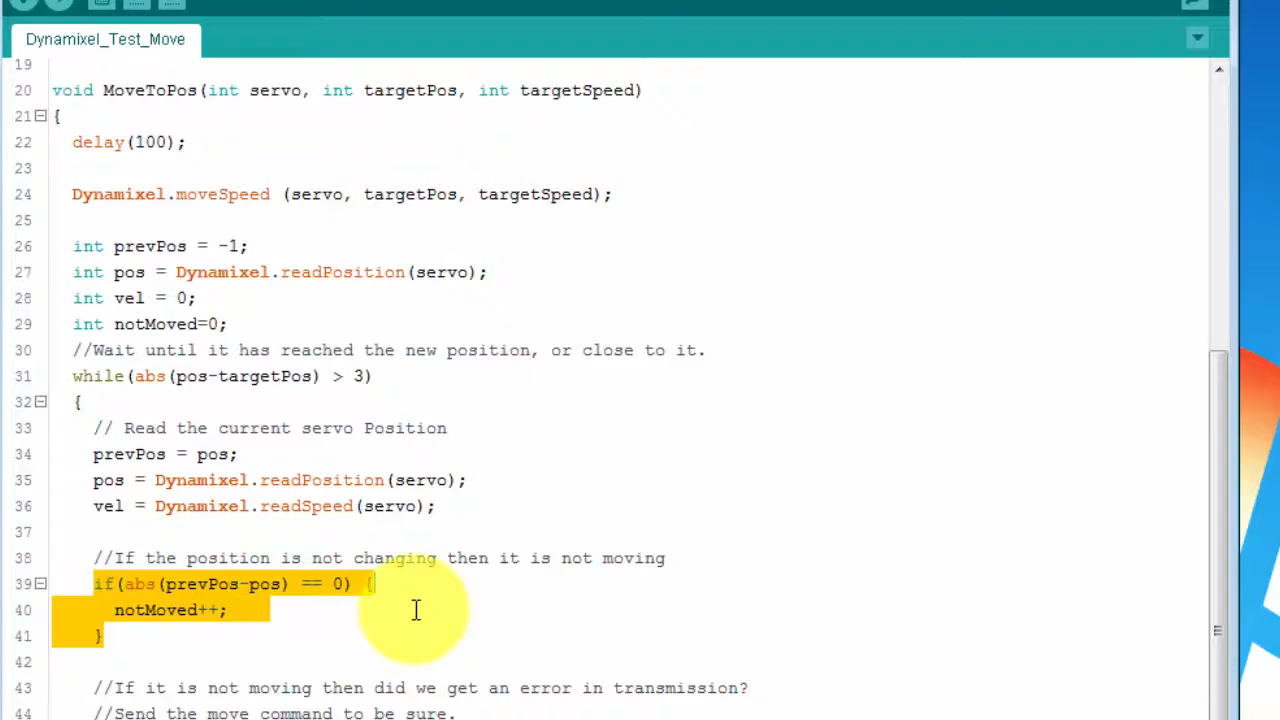 Dynamixel_Test_Move
19
20 void MoveToPos(int servo, int targetPos, int targetSpeed)
21 {
22 delay(100);
23
24 Dynamixel.moveSpeed (servo, targetPos, targetSpeed);
25
26 int prevPos = -1;
27 int pos = Dynamixel.readPosition(servo);
28 int vel = 0;
29 int notMoved=0;
30 //Wait until it has reached the new position, or close to it.
31 while(abs(pos-targetPos) > 3)
32 {
33 // Read the current servo Position
34 prevPos = pos;
35 pos = Dynamixel.readPosition(servo);
36 vel = Dynamixel.readSpeed(servo);
37
38 //If the position is not changing then it is not moving
39 if(abs(prevPos-pos) == 0) {
40 notMoved++;
41 }
42
43 //If it is not moving then did we get an error in transmission?
44 //Send the move command to be sure.